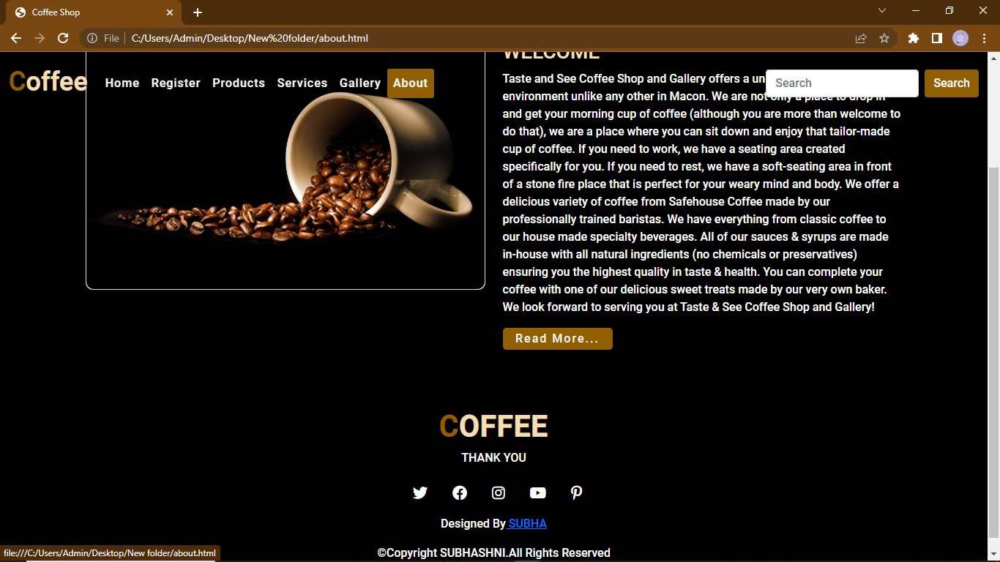 Coffee Shop
File C:/Users/Admin/Desktop/New%20folder/about.html
Coffee Home Register Products Services Gallery About Search Search
WELCOME
Taste and See Coffee Shop and Gallery offers a
environment unlike any other in Macon. We are not only a place to drop in
and get your morning cup of coffee (although you are more than welcome to
do that), we are a place where you can sit down and enjoy that tailor-made
cup of coffee. If you need to work, we have a seating area created
specifically for you. If you need to rest, we have a soft-seating area in front
of a stone fire place that is perfect for your weary mind and body. We offer a
delicious variety of coffee from Safehouse Coffee made by our
professionally trained baristas. We have everything from classic coffee to
our house made specialty beverages. All of our sauces & syrups are made
in-house with all natural ingredients (no chemicals or preservatives)
ensuring you the highest quality in taste & health. You can complete your
coffee with one of our delicious sweet treats made by our very own baker.
We look forward to serving you at Taste & See Coffee Shop and Gallery!
Read More...
COFFEE
THANK YOU
Designed By SUBHA
©Copyright SUBHASHNI.All Rights Reserved
file:///C:/Users/Admin/Desktop/New folder/about.html